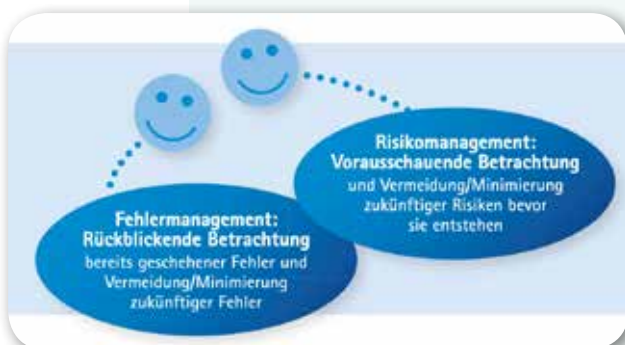 Risikomanagement:
Vorausschauende Betrachtung
und Vermeidung/Minimierung
zukünftiger Risiken bevor
sie entstehen
Fehlermanagement:
Rückblickende Betrachtung
bereits geschehener Fehler und
Vermeidung/Minimierung
zukünftiger Fehler